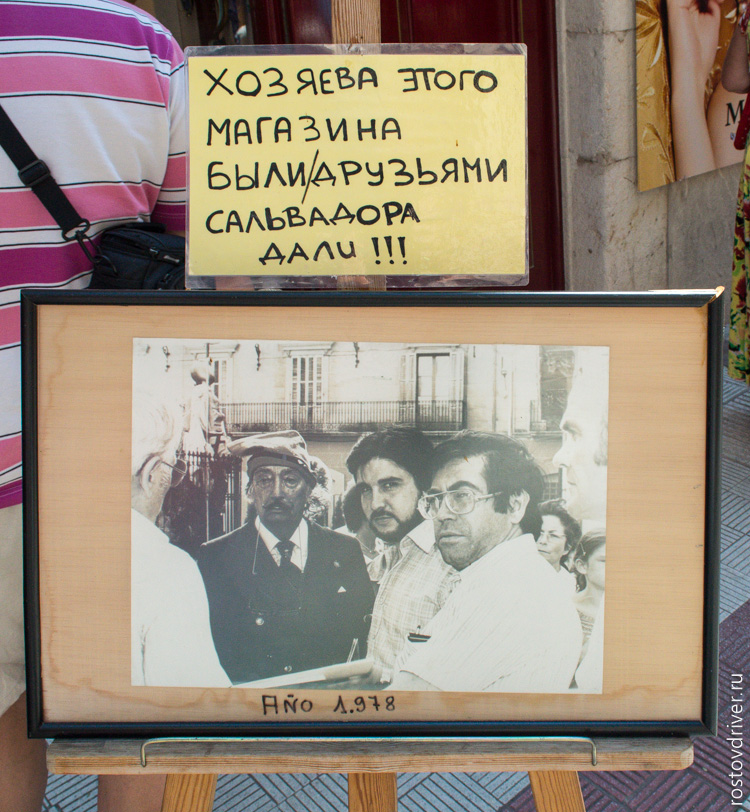 ХОЗЯЕВА ЭТОГО
МАГАЗИНА
БЫЛИ/ДРУЗЬЯМИ
САЛЬВАДОРА
ДАЛИ !!!
M
AÑO 1.978
rostovdriver.ru